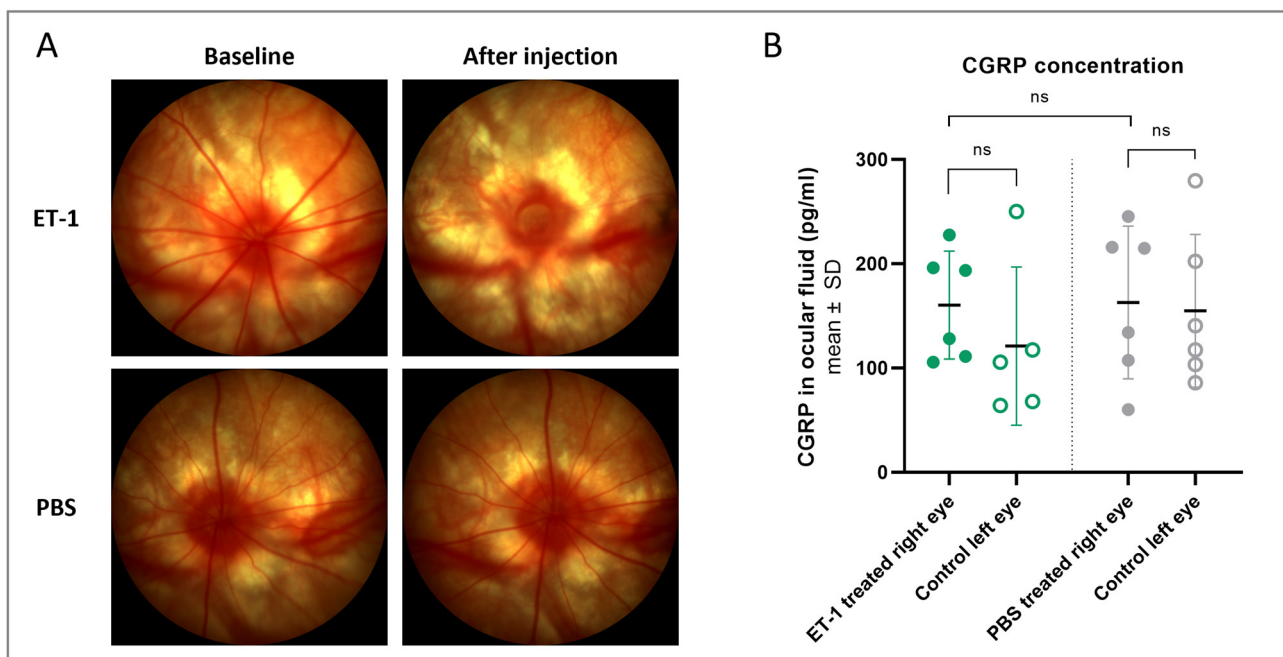 A
Baseline
After injection
ET-1
PBS
B
CGRP concentration
ns
ns
ns
CGRP in ocular fluid (pg/ml)
mean ± SD
300
200
100
0
ET-1 treated right eye
Control left eye
PBS treated right eye
Control left eye